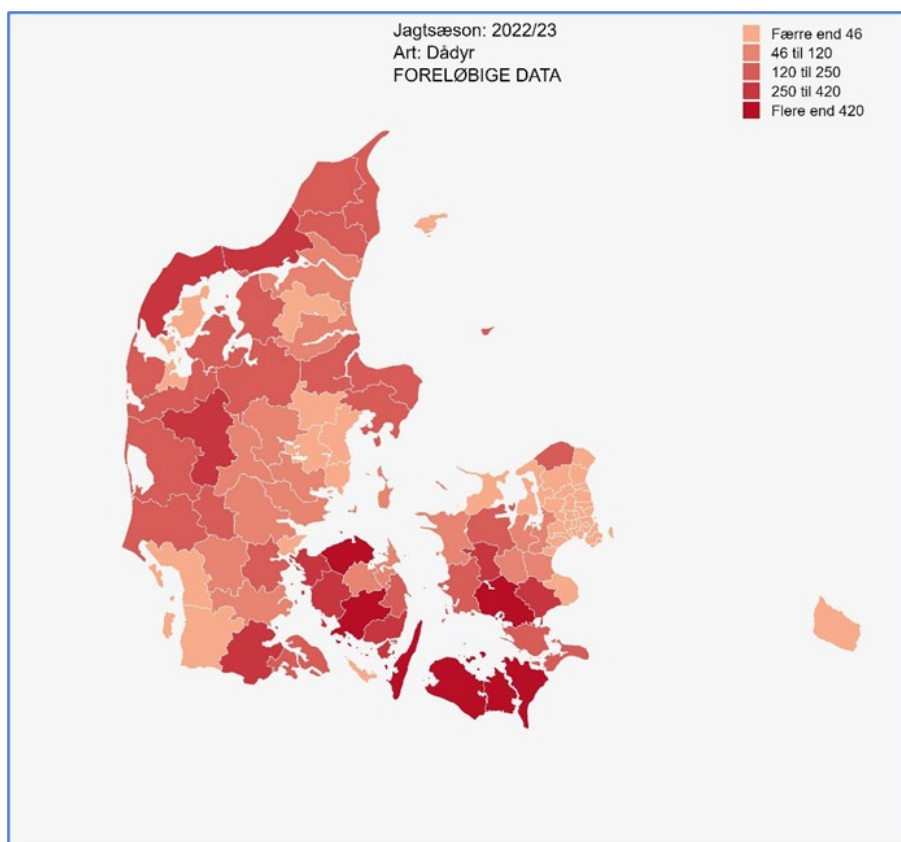 Jagtsæson: 2022/23
Art: Dådyr
FORELØBIGE DATA
Færre end 46
46 til 120
120 til 250
250 til 420
Flere end 420